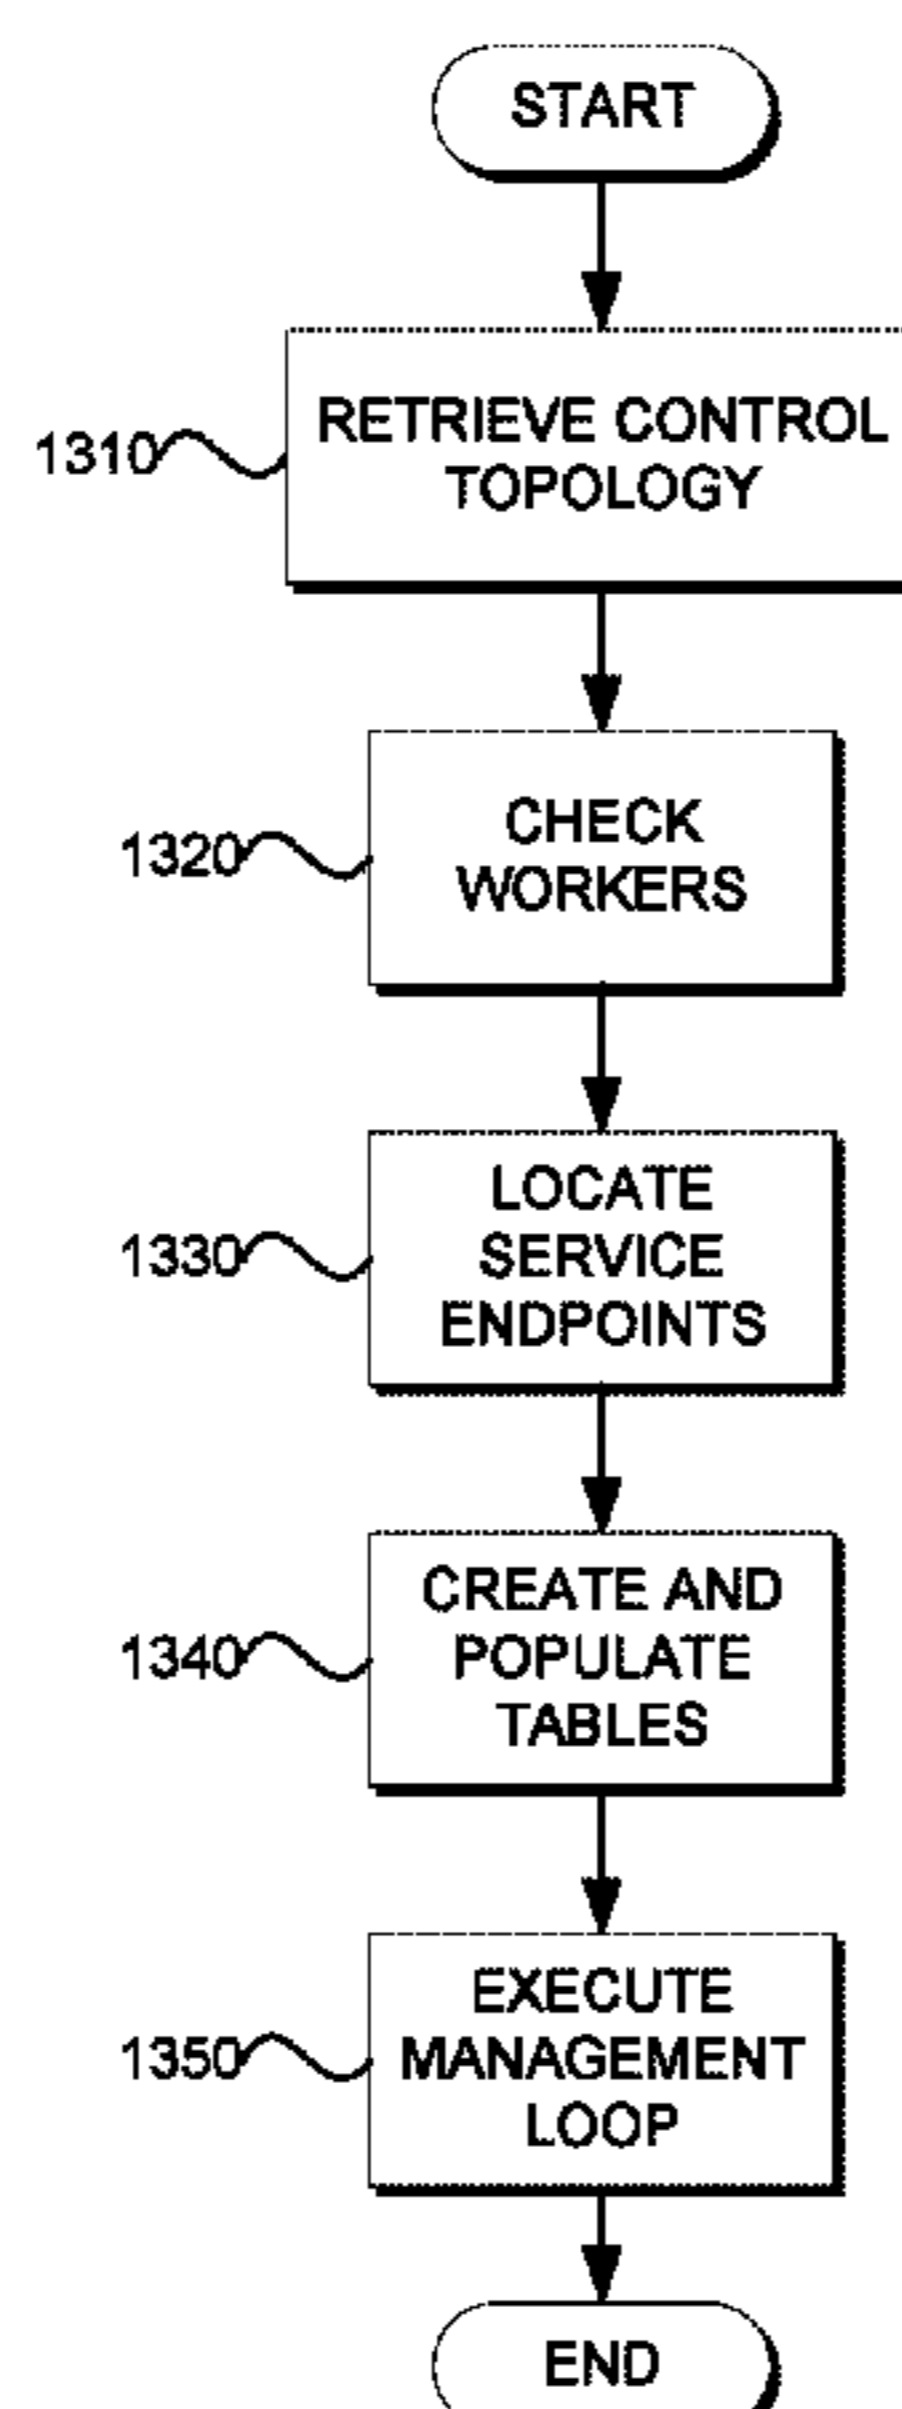 START
1310
RETRIEVE CONTROL
TOPOLOGY
1320
CHECK
WORKERS
1330
LOCATE
SERVICE
ENDPOINTS
1340
CREATE AND
POPULATE
TABLES
1350
EXECUTE
MANAGEMENT
LOOP
END